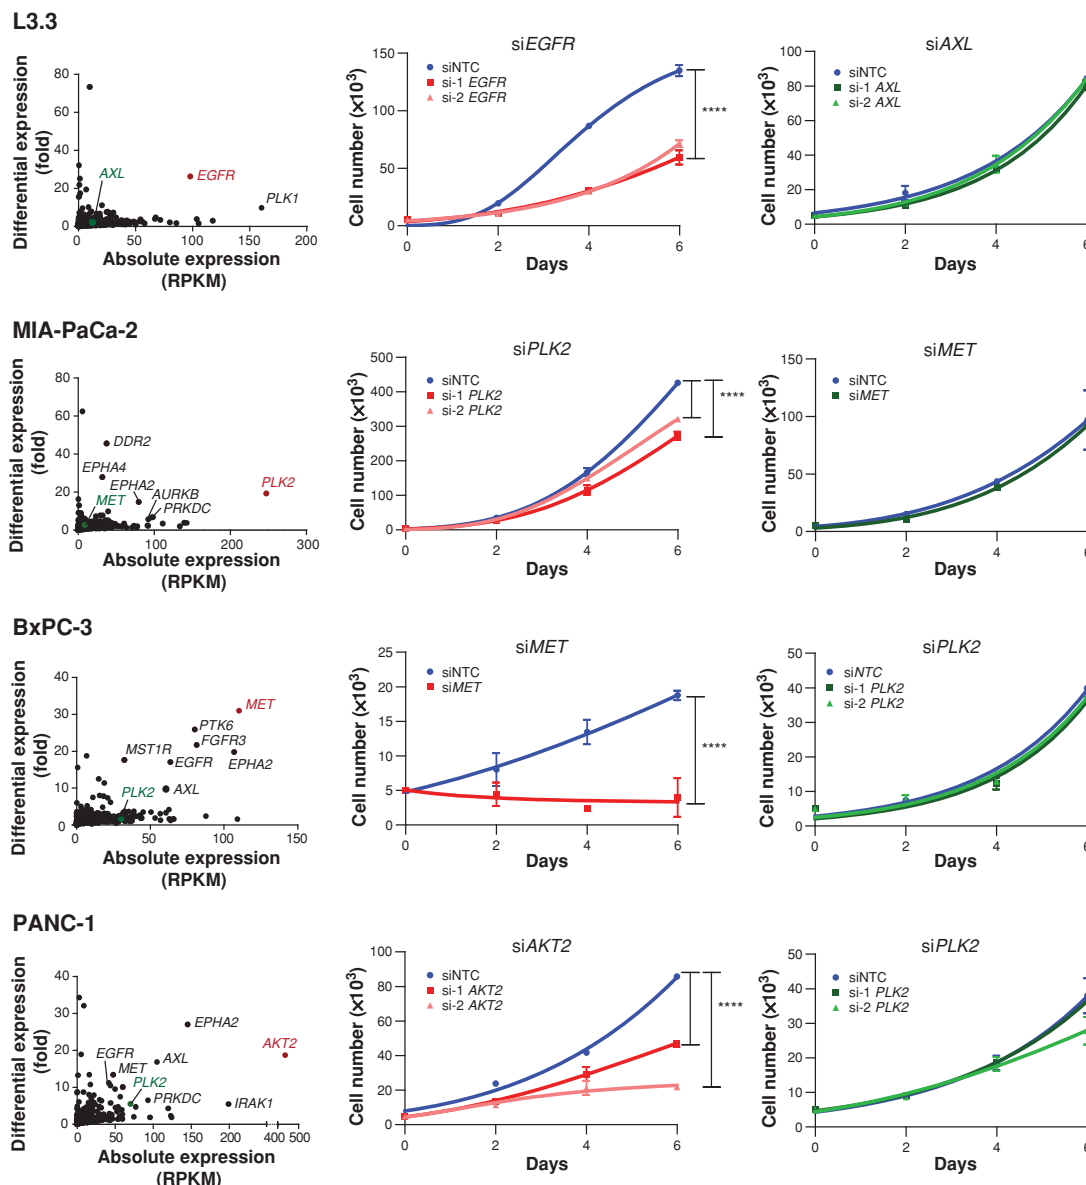 L3.3
Differential expression
(fold)
80
60
40
20
0
AXL
EGFR
PLK1
0
50
100
150
200
Absolute expression
(RPKM)
siEGFR
Cell number (×10³)
150
100
50
0
siNTC
si-1 EGFR
si-2 EGFR
****
0
2
4
6
Days
siAXL
Cell number (×10³)
100
80
60
40
20
0
siNTC
si-1 AXL
si-2 AXL
0
2
4
6
Days
MIA-PaCa-2
Differential expression
(fold)
80
60
40
20
0
DDR2
EPHA4
EPHA2
AURKB
PLK2
MET
PRKDC
0
100
200
300
Absolute expression
(RPKM)
siPLK2
Cell number (×10³)
500
400
300
200
100
0
siNTC
si-1 PLK2
si-2 PLK2
****
0
2
4
6
Days
siMET
Cell number (×10³)
150
100
50
0
siNTC
siMET
0
2
4
6
Days
BxPC-3
Differential expression
(fold)
40
30
20
10
0
MET
PTK6
FGFR3
MST1R
EGFR
EPHA2
PLK2
AXL
0
50
100
150
Absolute expression
(RPKM)
siMET
Cell number (×10³)
25
20
15
10
5
0
siNTC
siMET
****
0
2
4
6
Days
siPLK2
Cell number (×10³)
50
40
30
20
10
0
siNTC
si-1 PLK2
si-2 PLK2
0
2
4
6
Days
PANC-1
Differential expression
(fold)
40
30
20
10
0
EPHA2
AKT2
EGFR
AXL
MET
PLK2
PRKDC
IRAK1
0
50
100
150
200
400
500
Absolute expression
(RPKM)
siAKT2
Cell number (×10³)
100
80
60
40
20
0
siNTC
si-1 AKT2
si-2 AKT2
****
0
2
4
6
Days
siPLK2
Cell number (×10³)
50
40
30
20
10
0
siNTC
si-1 PLK2
si-2 PLK2
0
2
4
6
Days